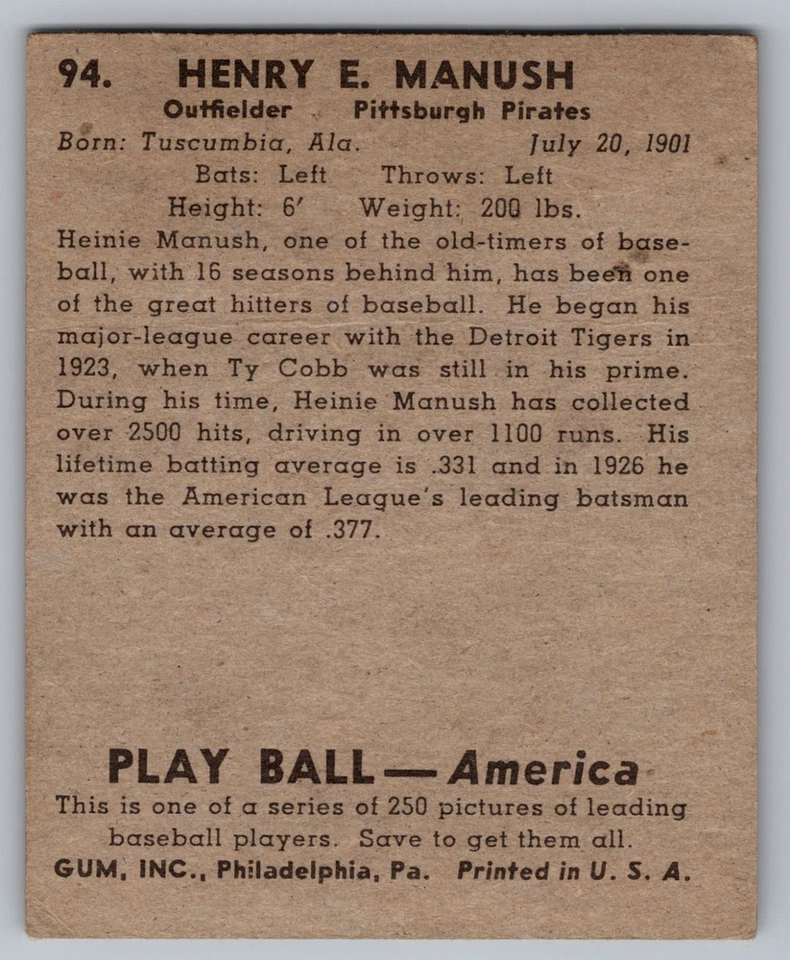 94. HENRY E. MANUSH
Outfielder Pittsburgh Pirates
Born: Tuscumbia, Ala. July 20, 1901
Bats: Left Throws: Left
Height: 6' Weight: 200 lbs.
Heinie Manush, one of the old-timers of base-
ball, with 16 seasons behind him, has been one
of the great hitters of baseball. He began his
major-league career with the Detroit Tigers in
1923, when Ty Cobb was still in his prime.
During his time, Heinie Manush has collected
over 2500 hits, driving in over 1100 runs. His
lifetime batting average is .331 and in 1926 he
was the American League's leading batsman
with an average of .377.
PLAY BALL—America
This is one of a series of 250 pictures of leading
baseball players. Save to get them all.
GUM, INC., Philadelphia, Pa. Printed in U. S. A.